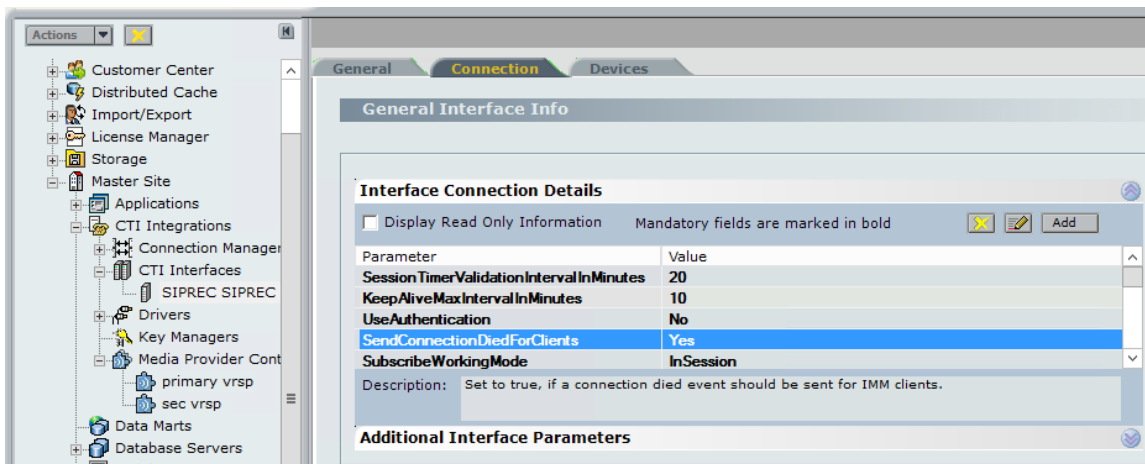 Actions
Customer Center
Distributed Cache
Import/Export
License Manager
Storage
Master Site
Applications
CTI Integrations
Connection Manager
CTI Interfaces
SIPREC SIPREC
Drivers
Key Managers
Media Provider Cont
primary vrsp
sec vrsp
Data Marts
Database Servers
General Connection Devices
General Interface Info
Interface Connection Details
Display Read Only Information Mandatory fields are marked in bold Add
Parameter Value
SessionTimerValidationIntervalInMinutes 20
KeepAliveMaxIntervalInMinutes 10
UseAuthentication No
SendConnectionDiedForClients Yes
SubscribeWorkingMode InSession
Description: Set to true, if a connection died event should be sent for IMM clients.
Additional Interface Parameters